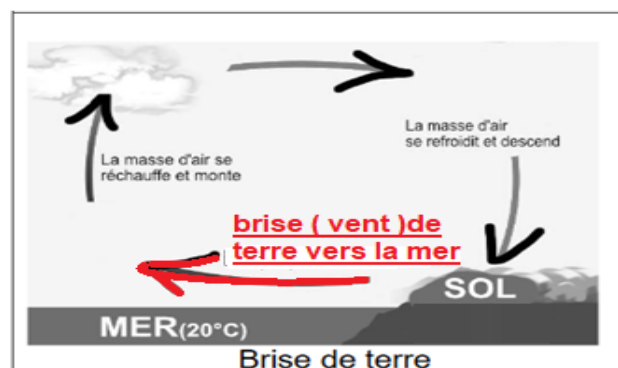 La masse d'air
se refroidit et descend
La masse d'air se
réchauffe et monte
brise ( vent )de
terre vers la mer
SOL
MER(20°C)
Brise de terre